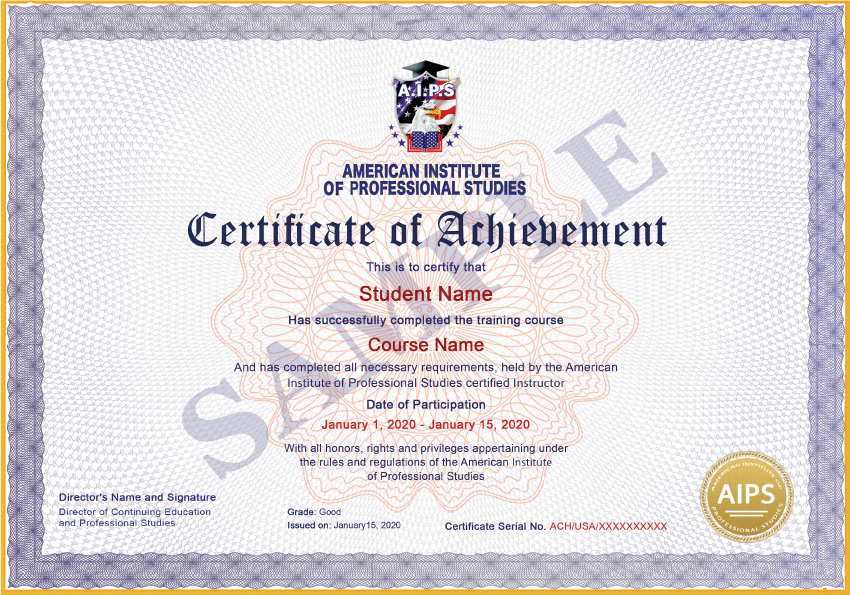 A.I.P.S
AMERICAN INSTITUTE
OF PROFESSIONAL STUDIES
Certificate of Achievement
This is to certify that
Student Name
Has successfully completed the training course
Course Name
And has completed all necessary requirements, held by the American
Institute of Professional Studies certified Instructor
Date of Participation
January 1, 2020 - January 15, 2020
With all honors, rights and privileges appertaining under
the rules and regulations of the American Institute
of Professional Studies
SAMPLE
Director's Name and Signature
Director of Continuing Education
and Professional Studies
Grade: Good
Issued on: January15, 2020
Certificate Serial No. ACH/USA/XXXXXXXXXX
AMERICAN INSTITUTE OF
AIPS
PROFESSIONAL STUDIES